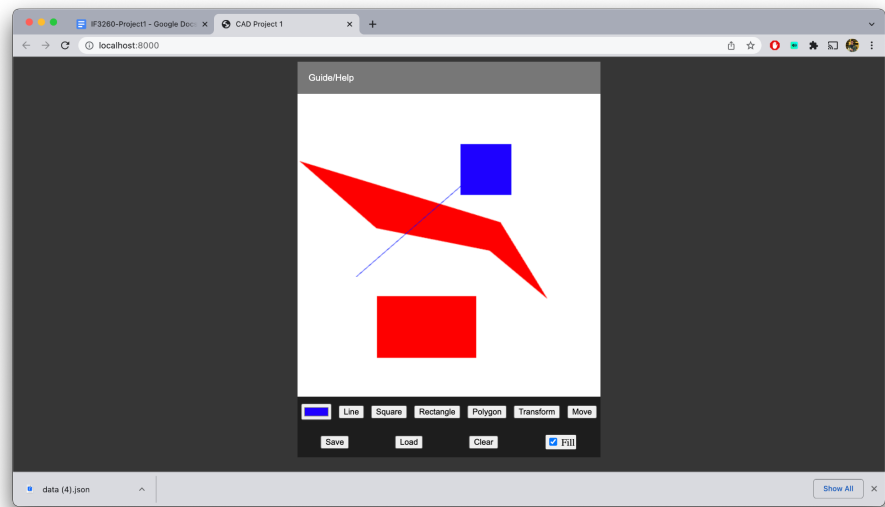 IF3260-Project1 - Google Docs
CAD Project 1
localhost:8000
Guide/Help
Line Square Rectangle Polygon Transform Move
Save Load Clear Fill
data (4).json
Show All